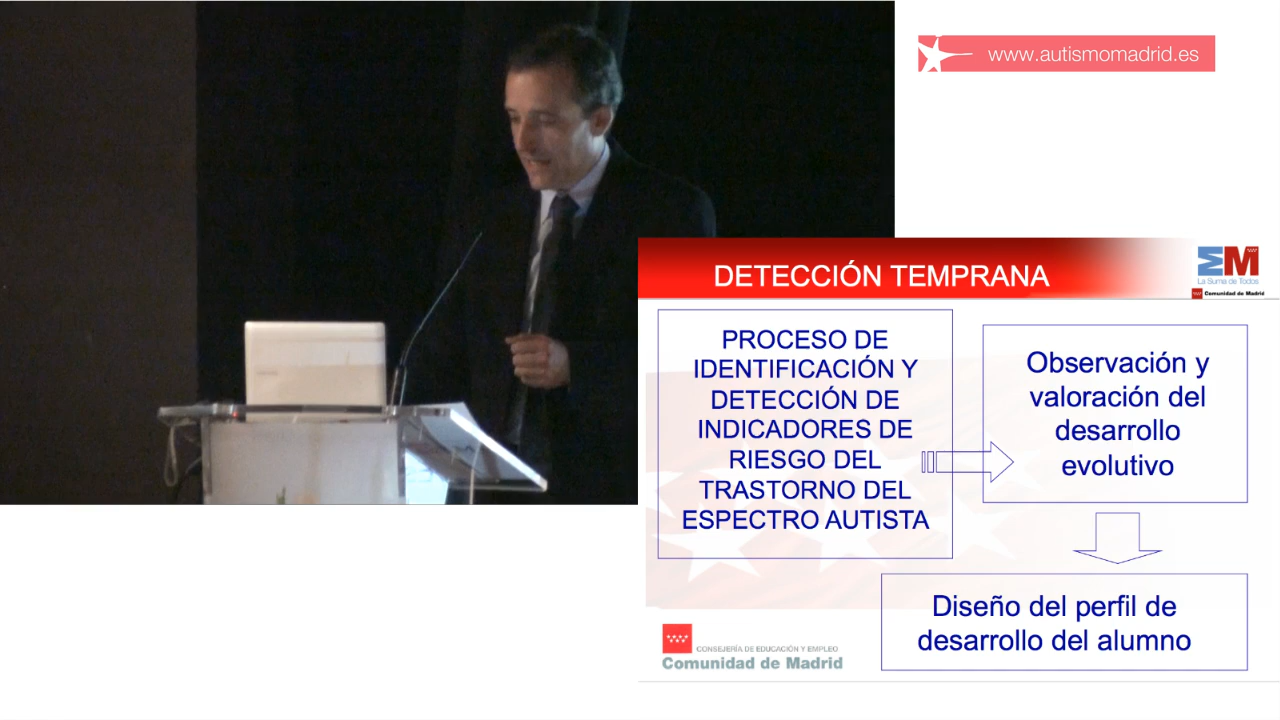 www.autismomadrid.es
DETECCIÓN TEMPRANA
EM
La Suma de Todos
Comunidad de Madrid
PROCESO DE
IDENTIFICACIÓN Y
DETECCIÓN DE
INDICADORES DE
RIESGO DEL
TRASTORNO DEL
ESPECTRO AUTISTA
Observación y
valoración del
desarrollo
evolutivo
Diseño del perfil de
desarrollo del alumno
CONSEJERÍA DE EDUCACIÓN Y EMPLEO
Comunidad de Madrid